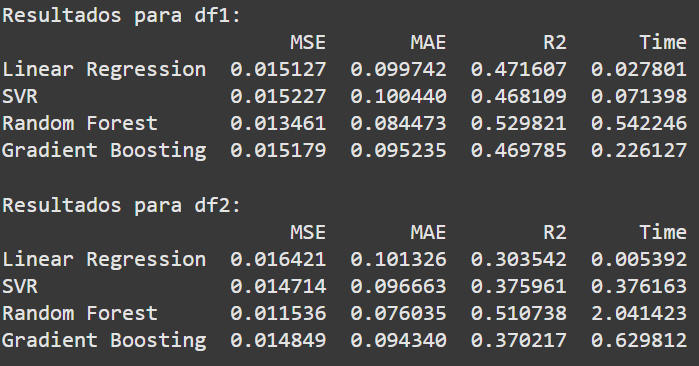 Resultados para df1:
MSE MAE R2 Time
Linear Regression 0.015127 0.099742 0.471607 0.027801
SVR 0.015227 0.100440 0.468109 0.071398
Random Forest 0.013461 0.084473 0.529821 0.542246
Gradient Boosting 0.015179 0.095235 0.469785 0.226127
Resultados para df2:
MSE MAE R2 Time
Linear Regression 0.016421 0.101326 0.303542 0.005392
SVR 0.014714 0.096663 0.375961 0.376163
Random Forest 0.011536 0.076035 0.510738 2.041423
Gradient Boosting 0.014849 0.094340 0.370217 0.629812